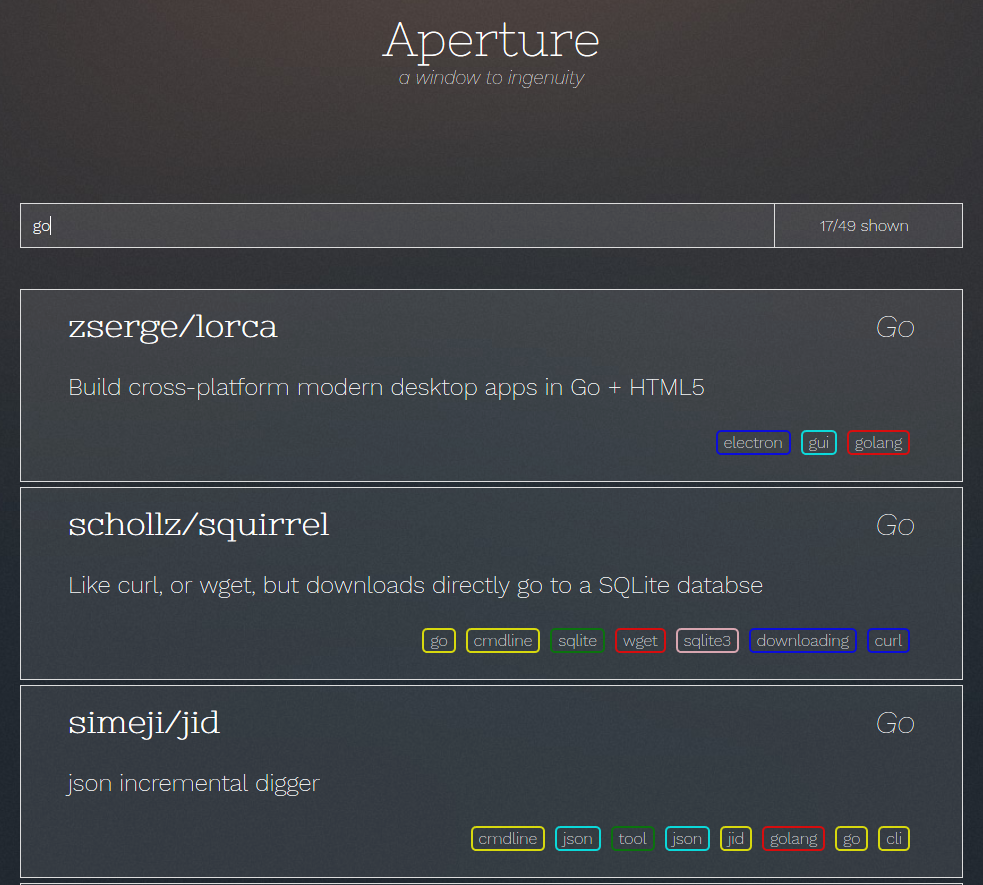 Aperture
a window to ingenuity
go 17/49 shown
zserge/lorca Go
Build cross-platform modern desktop apps in Go + HTML5
electron gui golang
schollz/squirrel Go
Like curl, or wget, but downloads directly go to a SQLite databse
go cmdline sqlite wget sqlite3 downloading curl
simeji/jid Go
json incremental digger
cmdline json tool json jid golang go cli